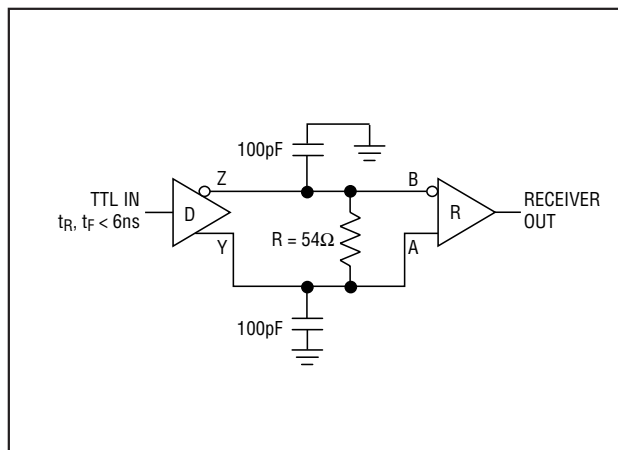 100pF
Z
B
TTL IN
tR, tF < 6ns
D
R
RECEIVER
OUT
R = 54Ω
Y
A
100pF